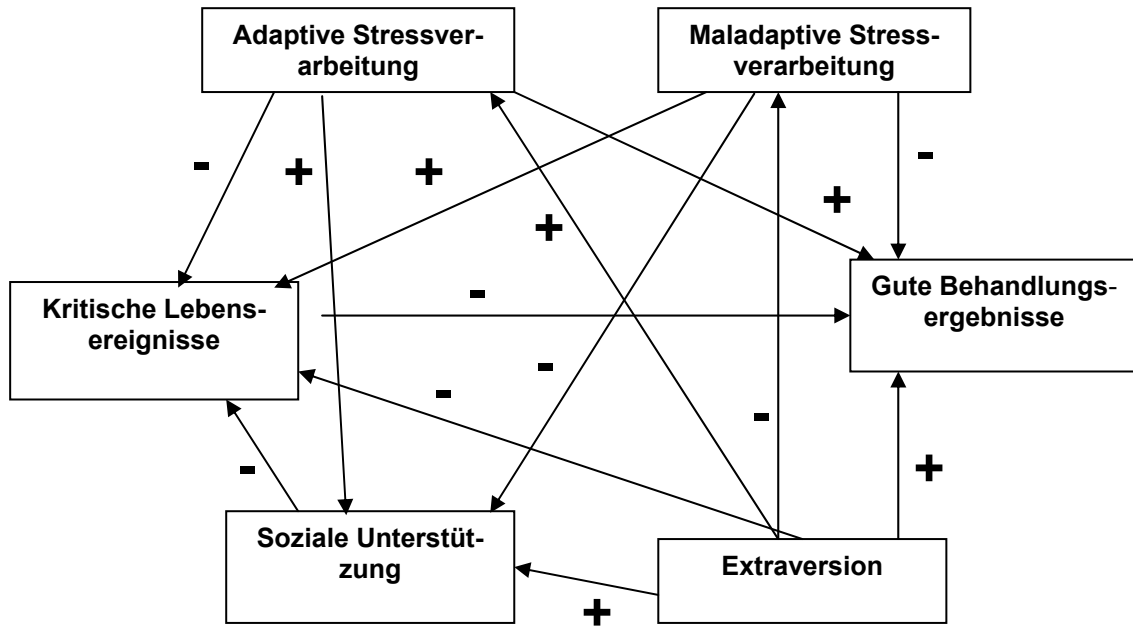 Adaptive Stressver-
arbeitung
Maladaptive Stress-
verarbeitung
-
+
+
-
+
+
Kritische Lebens-
ereignisse
-
Gute Behandlungs-
ergebnisse
-
-
-
-
+
Soziale Unterstüt-
zung
Extraversion
+